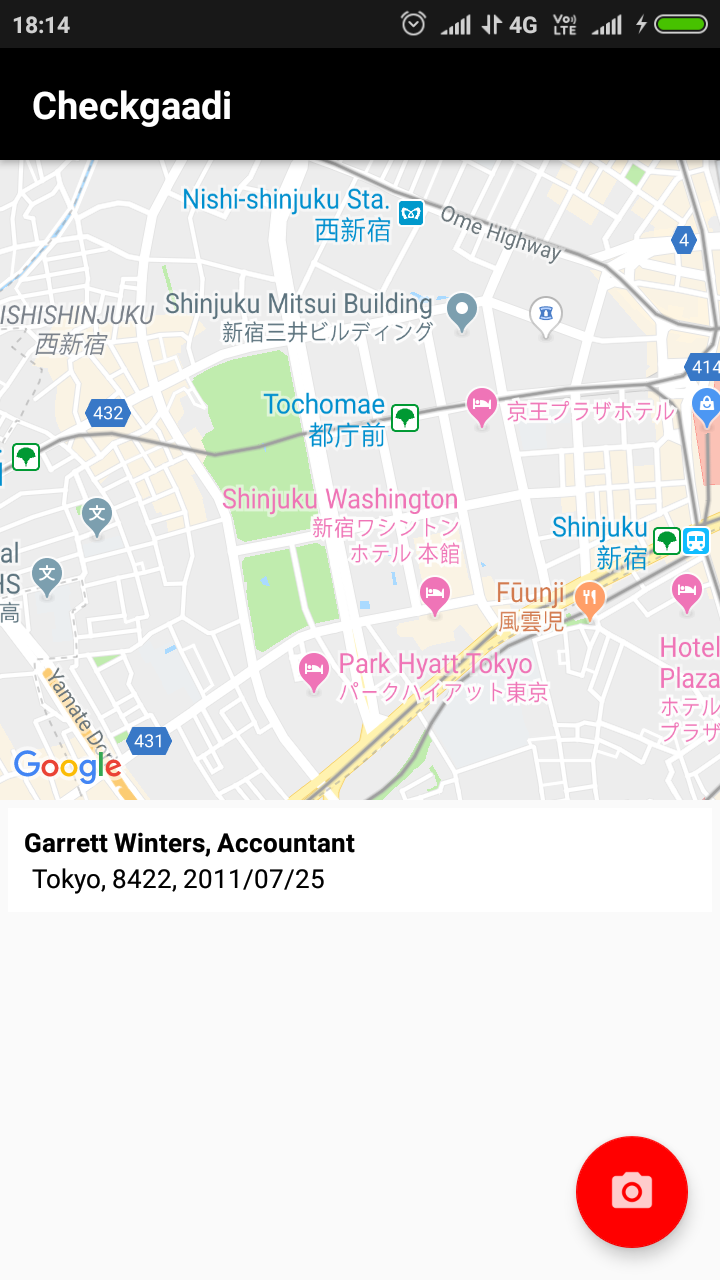 18:14
4G
Vo))
LTE
Checkgaadi
Nishi-shinjuku Sta.
西新宿
Ome Highway
4
ISHISHINJUKU
西新宿
Shinjuku Mitsui Building
新宿三井ビルディング
414
432
Tochomae
都庁前
京王プラザホテル
文
Shinjuku Washington
新宿ワシントン
ホテル 本館
Shinjuku
新宿
al
HS
高
文
Fūunji
風雲児
Park Hyatt Tokyo
パークハイアット東京
Hotel
Plaza
ホテル
プラザ
Yamate Do
431
Google
Garrett Winters, Accountant
Tokyo, 8422, 2011/07/25